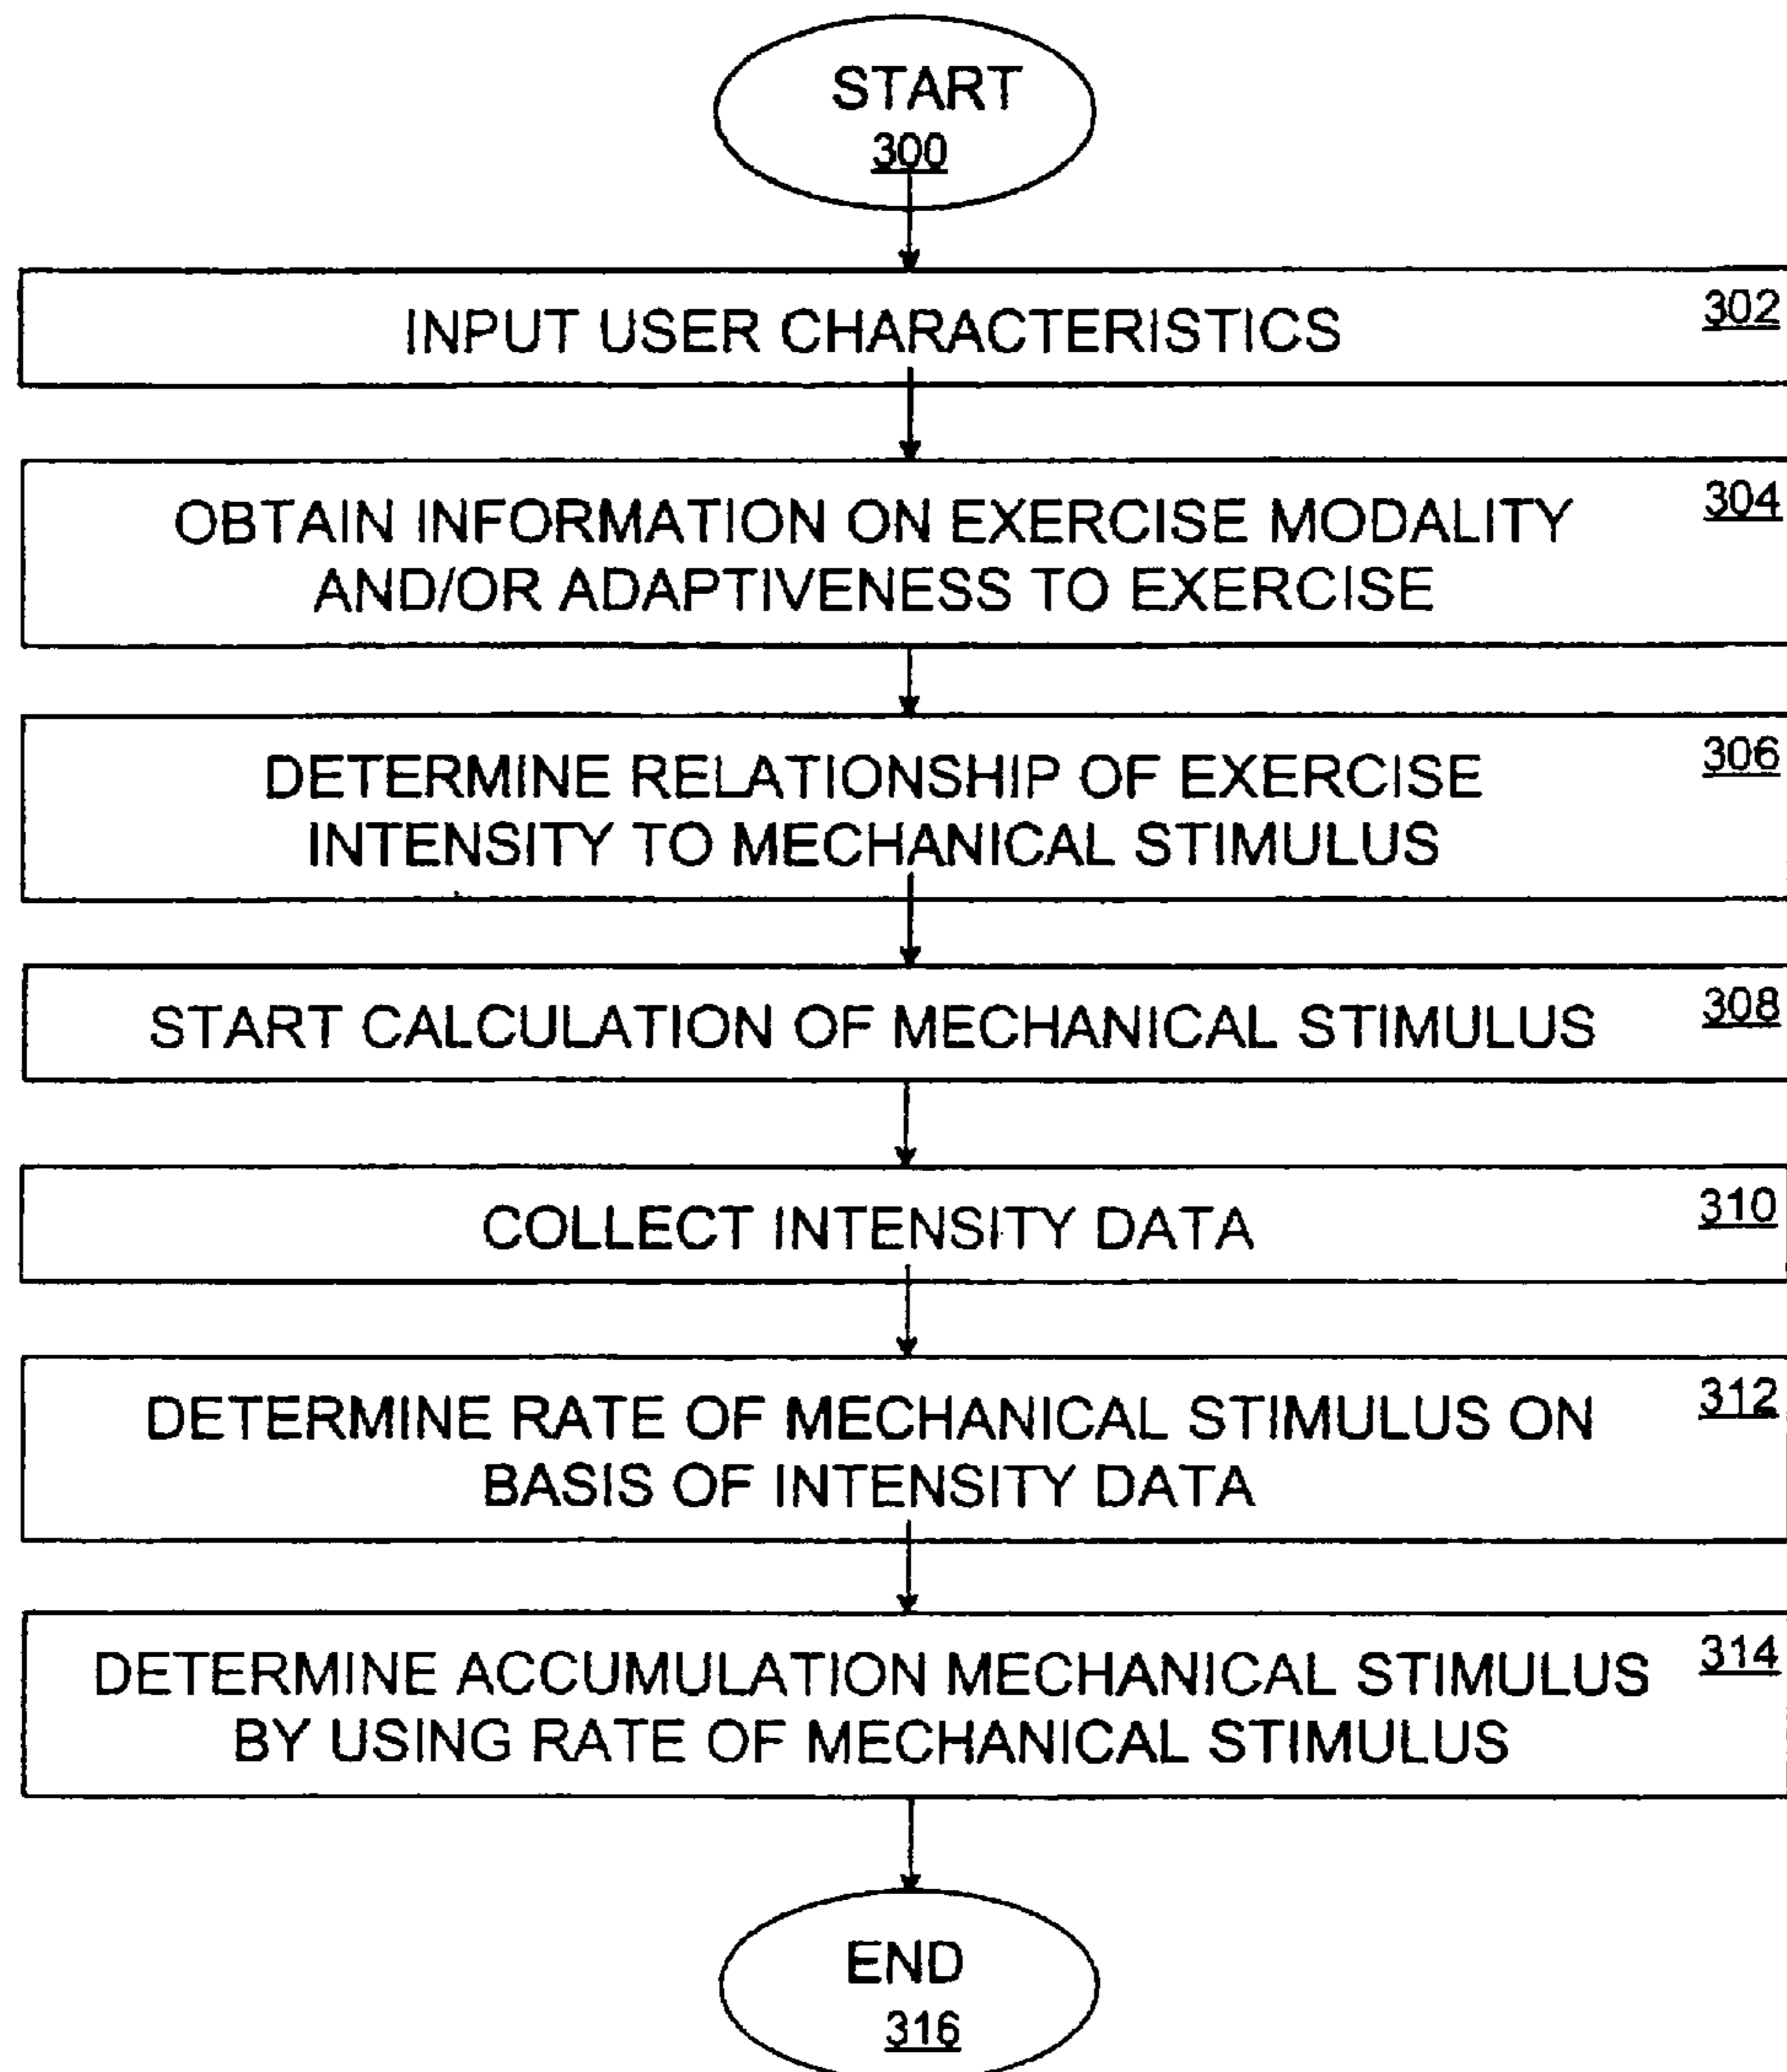 START
300
INPUT USER CHARACTERISTICS
302
OBTAIN INFORMATION ON EXERCISE MODALITY
AND/OR ADAPTIVENESS TO EXERCISE
304
DETERMINE RELATIONSHIP OF EXERCISE
INTENSITY TO MECHANICAL STIMULUS
306
START CALCULATION OF MECHANICAL STIMULUS
308
COLLECT INTENSITY DATA
310
DETERMINE RATE OF MECHANICAL STIMULUS ON
BASIS OF INTENSITY DATA
312
DETERMINE ACCUMULATION MECHANICAL STIMULUS
BY USING RATE OF MECHANICAL STIMULUS
314
END
316